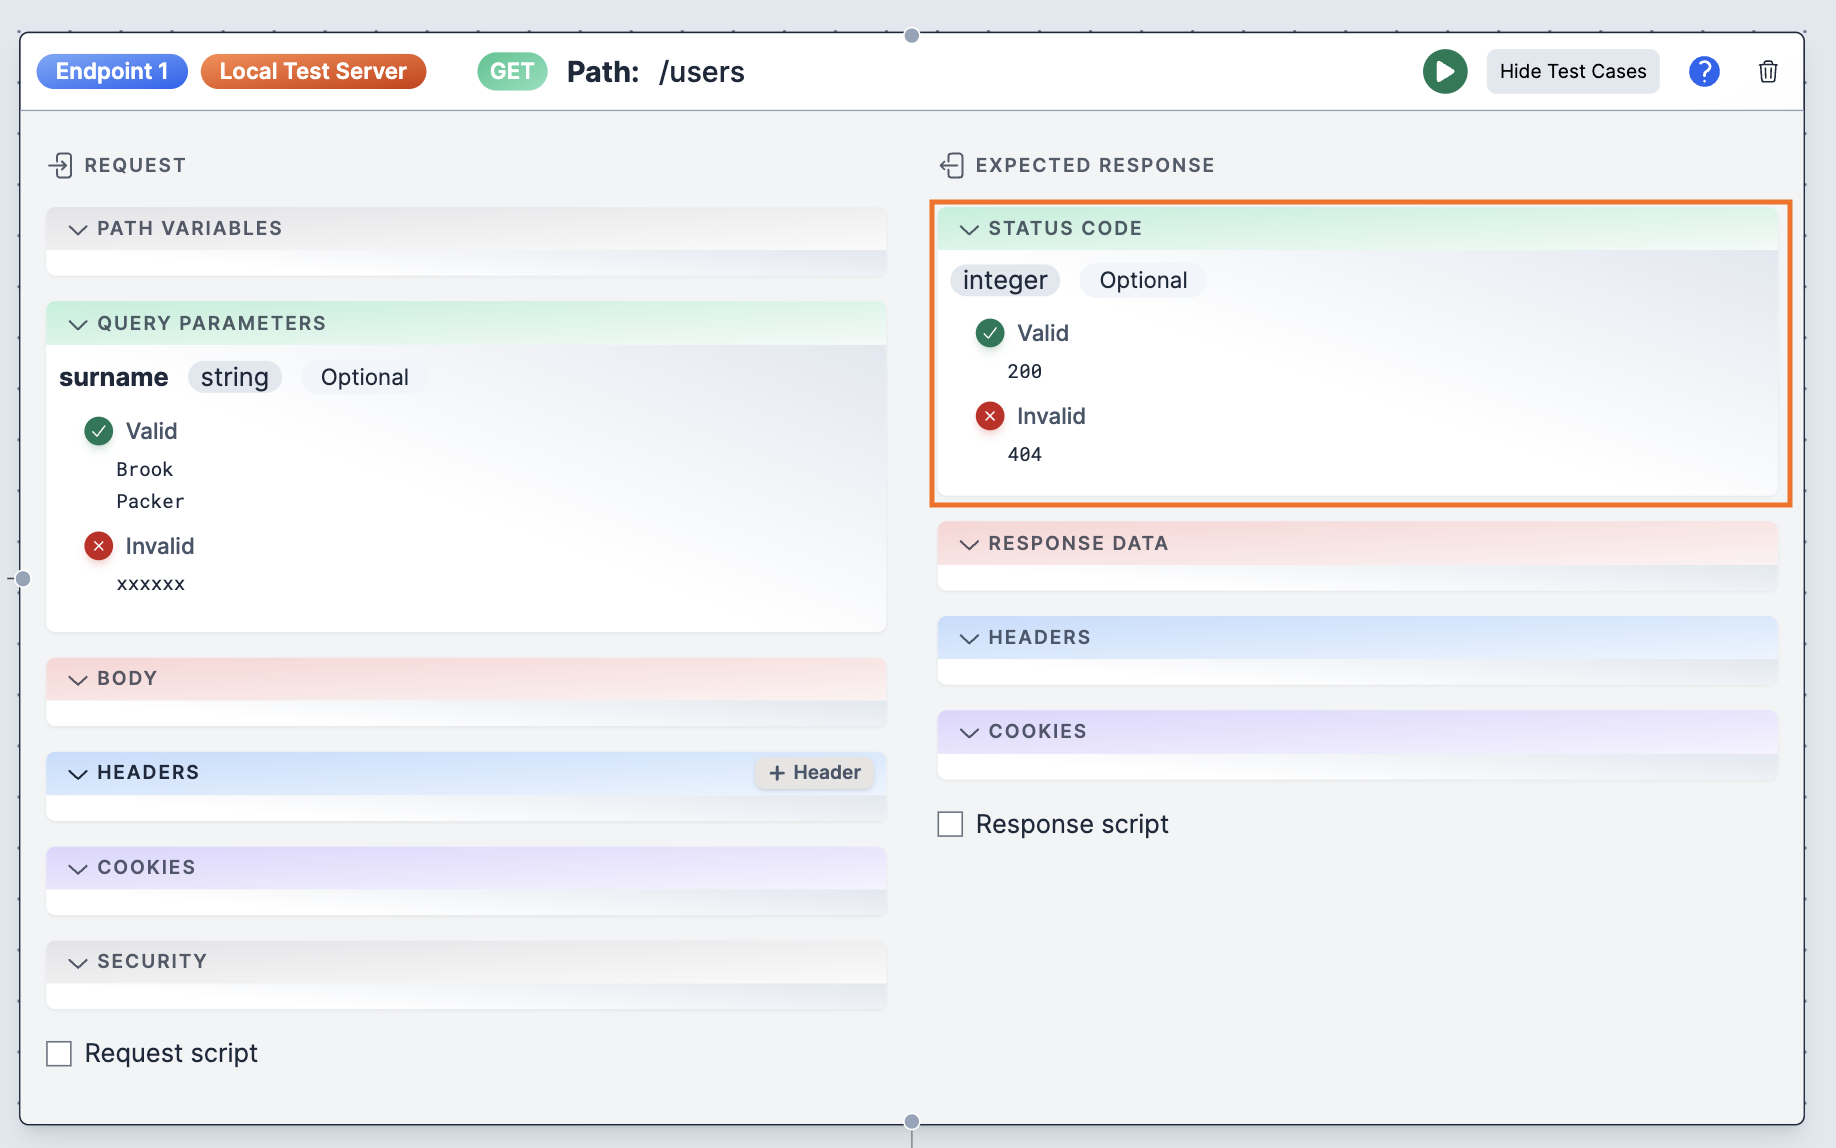 Endpoint 1 Local Test Server GET Path: /users Hide Test Cases ?
REQUEST
PATH VARIABLES
QUERY PARAMETERS
surname string Optional
Valid
Brook
Packer
Invalid
xxxxxx
BODY
HEADERS + Header
COOKIES
SECURITY
Request script
EXPECTED RESPONSE
STATUS CODE
integer Optional
Valid
200
Invalid
404
RESPONSE DATA
HEADERS
COOKIES
Response script